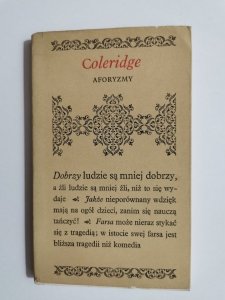 Coleridge
AFORYZMY
Dobrzy ludzie są mniej dobrzy,
a źli ludzie są mniej źli, niż to się wy-
daje Jakże nieporównany wdzięk
mają na ogół dzieci, zanim się nauczą
tańczyć! Farsa może nieraz stykać
się z tragedią; w istocie swej farsa jest
bliższa tragedii niż komedia